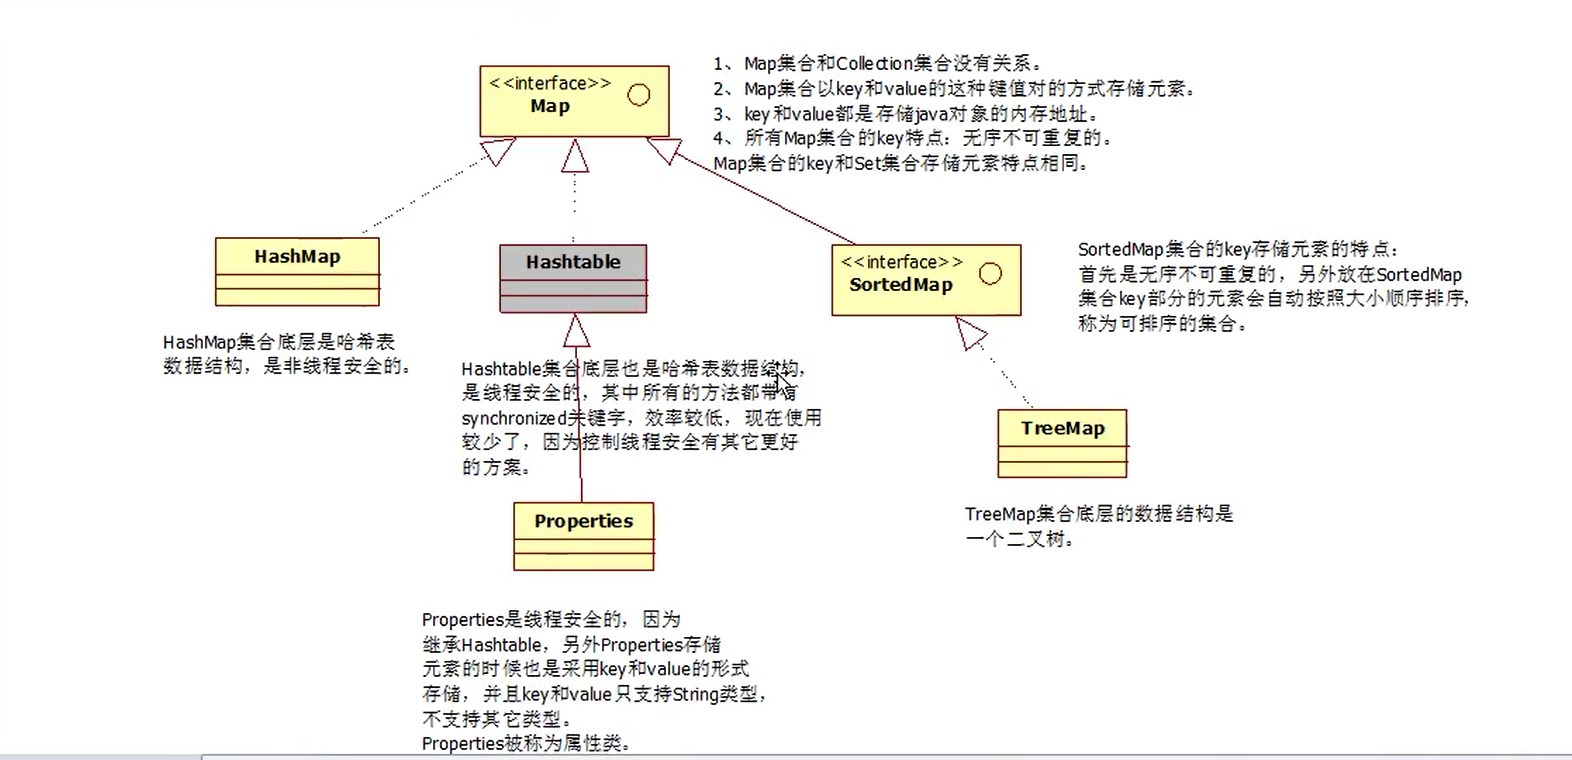 <<interface>>
Map
1、Map集合和Collection集合没有关系。
2、Map集合以key和value的这种键值对的方式存储元素。
3、key和value都是存储java对象的内存地址。
4、所有Map集合的key特点：无序不可重复的。
Map集合的key和Set集合存储元素特点相同。
HashMap
HashMap集合底层是哈希表
数据结构，是非线程安全的。
Hashtable
Hashtable集合底层也是哈希表数据结构，
是线程安全的，其中所有的方法都带有
synchronized关键字，效率较低，现在使用
较少了，因为控制线程安全有其它更好
的方案。
<<interface>>
SortedMap
SortedMap集合的key存储元素的特点：
首先是无序不可重复的，另外放在SortedMap
集合key部分的元素会自动按照大小顺序排序，
称为可排序的集合。
TreeMap
TreeMap集合底层的数据结构是
一个二叉树。
Properties
Properties是线程安全的，因为
继承Hashtable，另外Properties存储
元素的时候也是采用key和value的形式
存储，并且key和value只支持String类型，
不支持其它类型。
Properties被称为属性类。